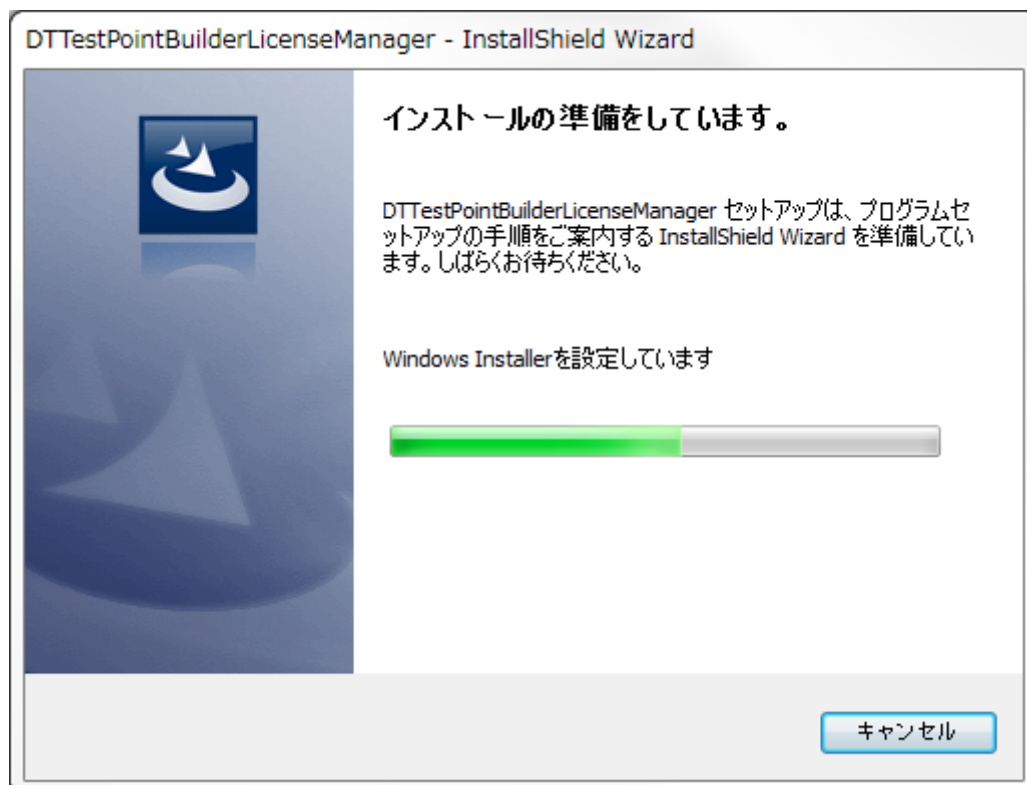 DTTestPointBuilderLicenseManager - InstallShield Wizard
インストールの準備をしています。
DTTestPointBuilderLicenseManager セットアップは、プログラムセ
ットアップの手順をご案内する InstallShield Wizard を準備してい
ます。しばらくお待ちください。
Windows Installerを設定しています
キャンセル